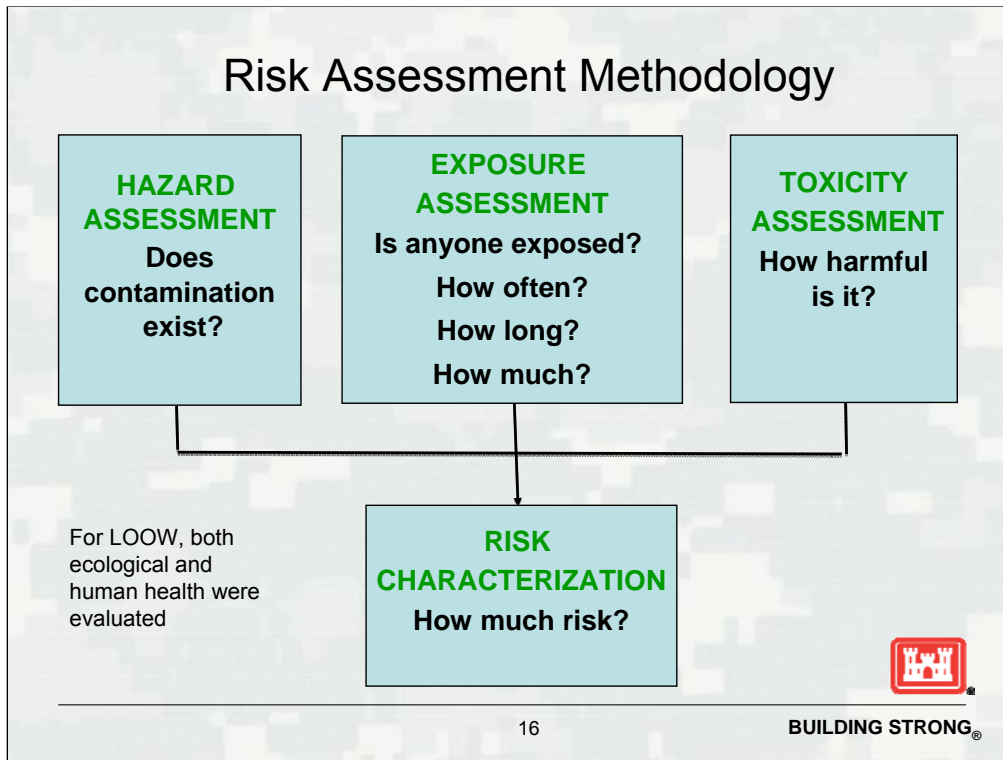 Risk Assessment Methodology
HAZARD
ASSESSMENT
Does
contamination
exist?
EXPOSURE
ASSESSMENT
Is anyone exposed?
How often?
How long?
How much?
TOXICITY
ASSESSMENT
How harmful
is it?
For LOOW, both
ecological and
human health were
evaluated
RISK
CHARACTERIZATION
How much risk?
®
16
BUILDING STRONG®